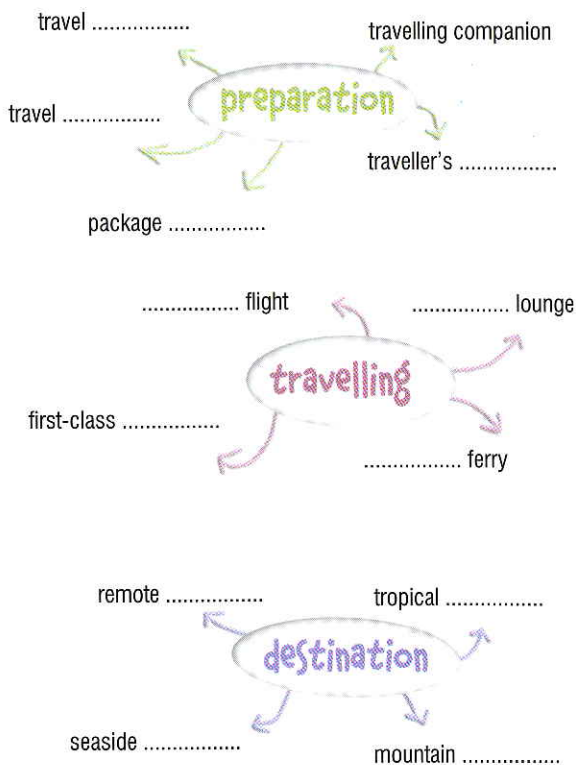 travel .................
travelling companion
preparation
travel .................
traveller's .................
package .................
................. flight
................. lounge
travelling
first-class .................
................. ferry
remote .................
tropical .................
destination
seaside .................
mountain .................